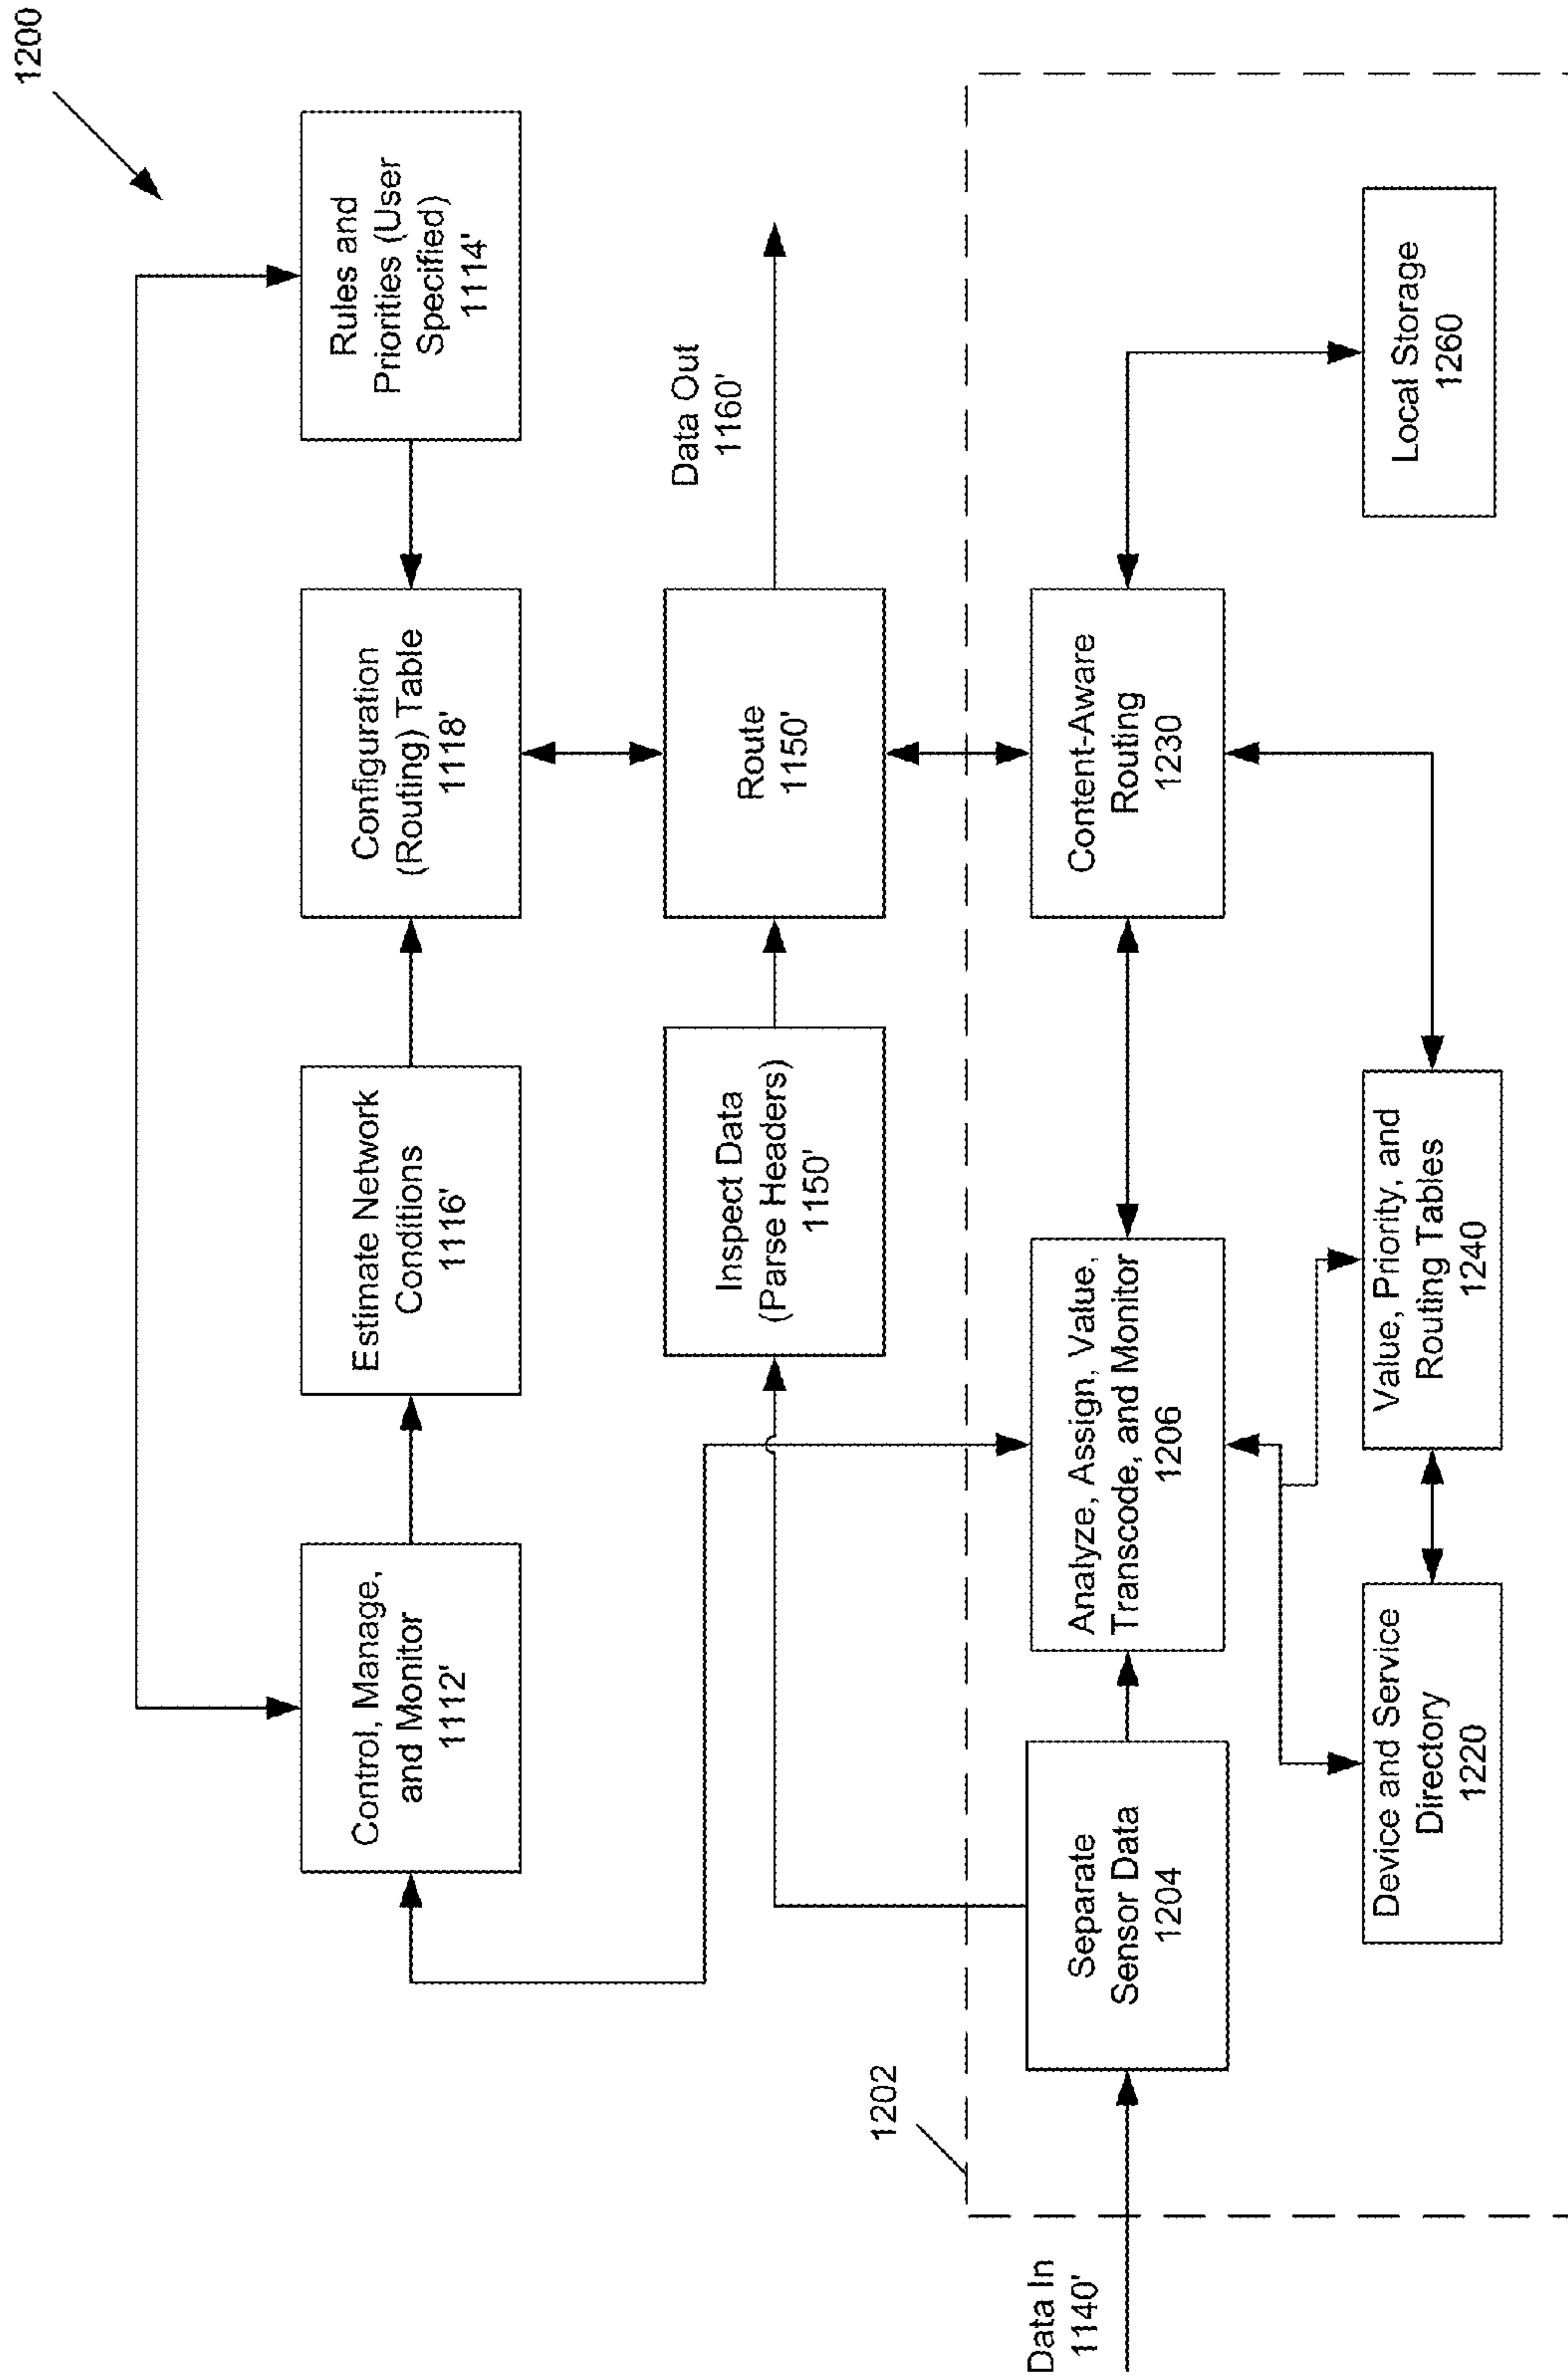 1200
Control, Manage,
and Monitor
1112'
Estimate Network
Conditions
1116'
Configuration
(Routing) Table
1118'
Rules and
Priorities (User
Specified)
1114'
Inspect Data
(Parse Headers)
1150'
Route
1150'
Data Out
1160'
1202
Data In
1140'
Separate
Sensor Data
1204
Analyze, Assign, Value,
Transcode, and Monitor
1206
Content-Aware
Routing
1230
Device and Service
Directory
1220
Value, Priority, and
Routing Tables
1240
Local Storage
1260